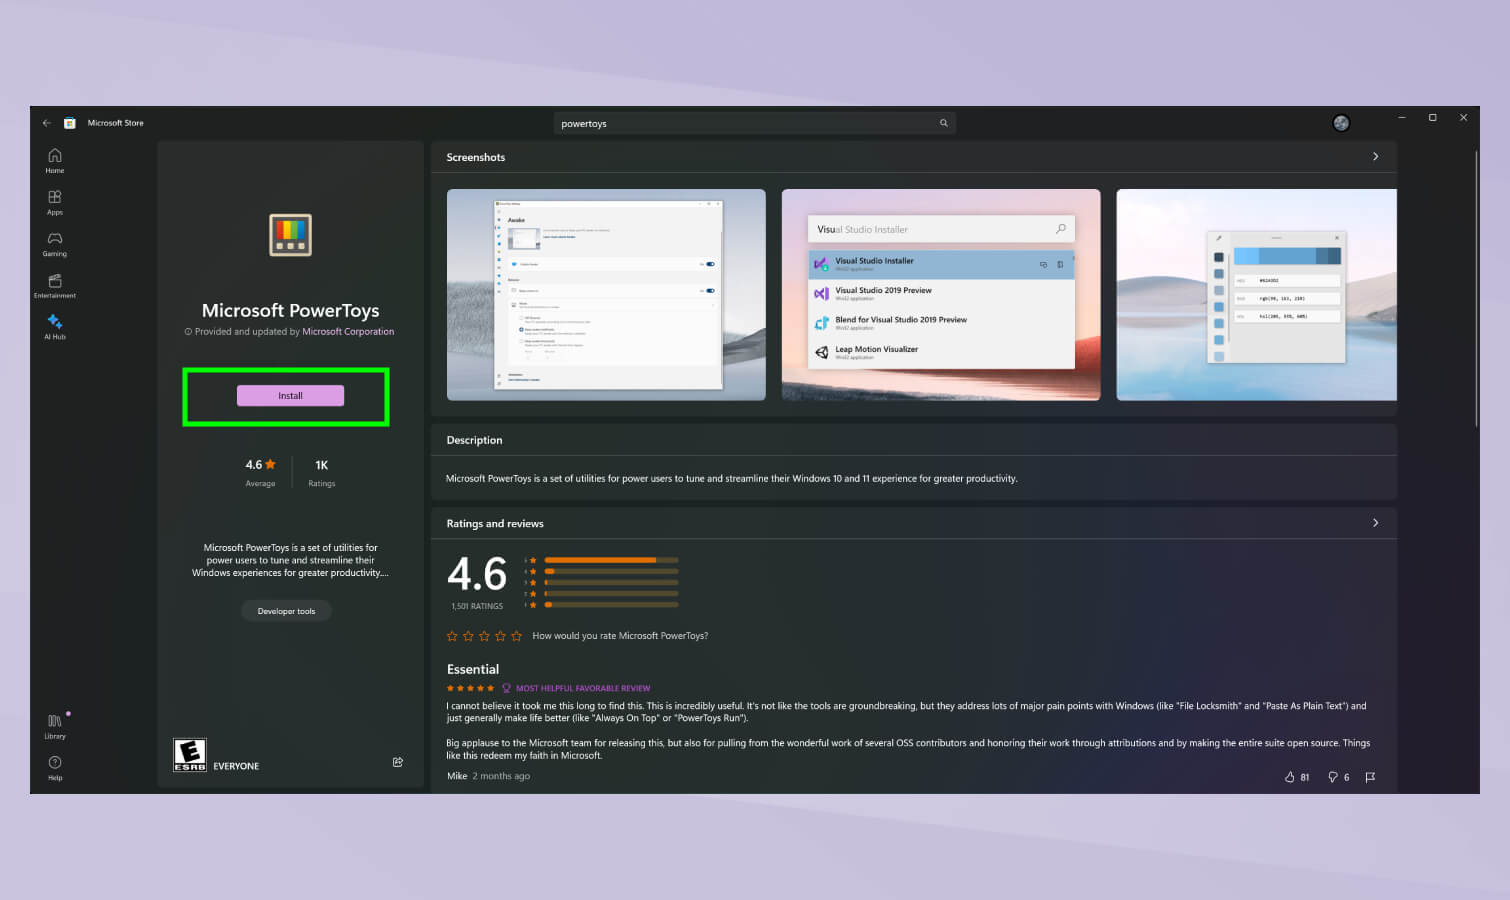 Microsoft Store
powertoys
Home
Apps
Gaming
Entertainment
AI Hub
Library
Help
Microsoft PowerToys
Provided and updated by Microsoft Corporation
Install
4.6
Average
1K
Ratings
Microsoft PowerToys is a set of utilities for
power users to tune and streamline their
Windows experiences for greater productivity....
Developer tools
E
ESRB
EVERYONE
Screenshots
Awake
Visual Studio Installer
Visual Studio Installer
Win32 application
Visual Studio 2019 Preview
Win32 application
Blend for Visual Studio 2019 Preview
Win32 application
Leap Motion Visualizer
Win32 application
Description
Microsoft PowerToys is a set of utilities for power users to tune and streamline their Windows 10 and 11 experience for greater productivity.
Ratings and reviews
4.6
1,501 RATINGS
5
4
3
2
1
How would you rate Microsoft PowerToys?
Essential
MOST HELPFUL FAVORABLE REVIEW
I cannot believe it took me this long to find this. This is incredibly useful. It's not like the tools are groundbreaking, but they address lots of major pain points with Windows (like "File Locksmith" and "Paste As Plain Text") and
just generally make life better (like "Always On Top" or "PowerToys Run").
Big applause to the Microsoft team for releasing this, but also for pulling from the wonderful work of several OSS contributors and honoring their work through attributions and by making the entire suite open source. Things
like this redeem my faith in Microsoft.
Mike 2 months ago
81
6